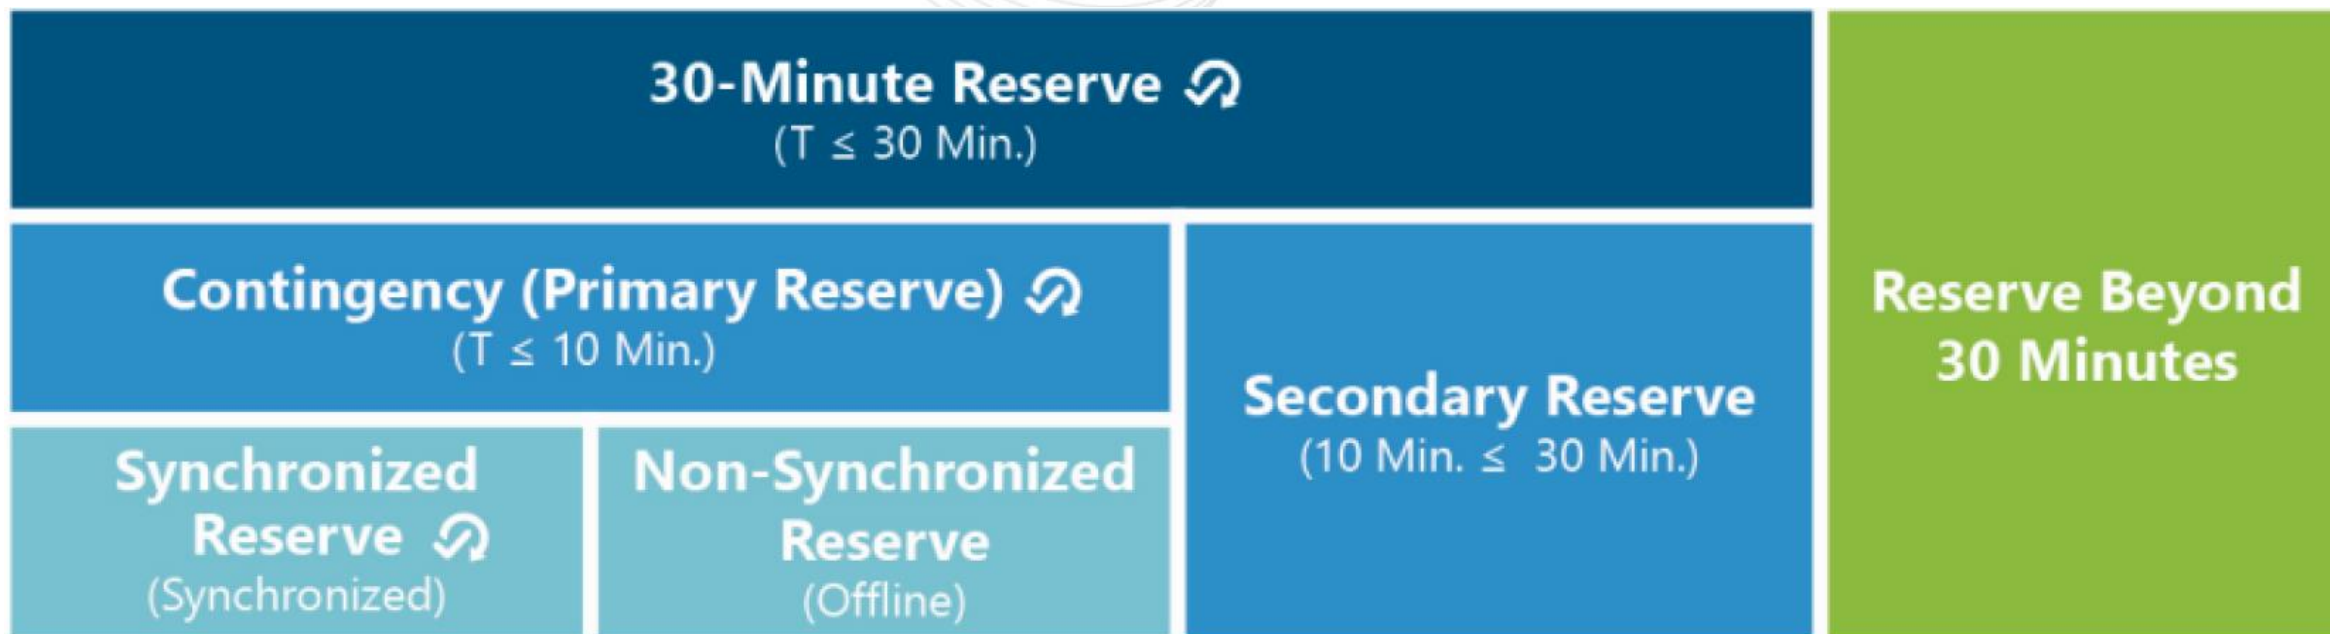 30-Minute Reserve
(T ≤ 30 Min.)
Contingency (Primary Reserve)
(T ≤ 10 Min.)
Synchronized
Reserve
(Synchronized)
Non-Synchronized
Reserve
(Offline)
Secondary Reserve
(10 Min. ≤ 30 Min.)
Reserve Beyond
30 Minutes